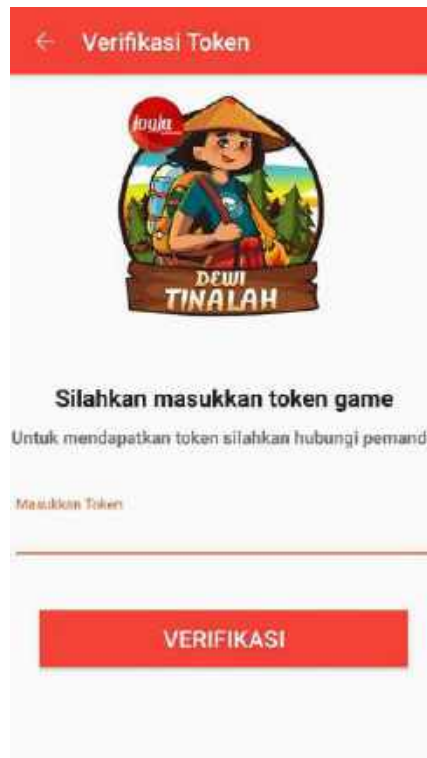 Verifikasi Token
Jogja
DEWI
TINALAH
Silahkan masukkan token game
Untuk mendapatkan token silahkan hubungi pemand
Masukkan Token
VERIFIKASI